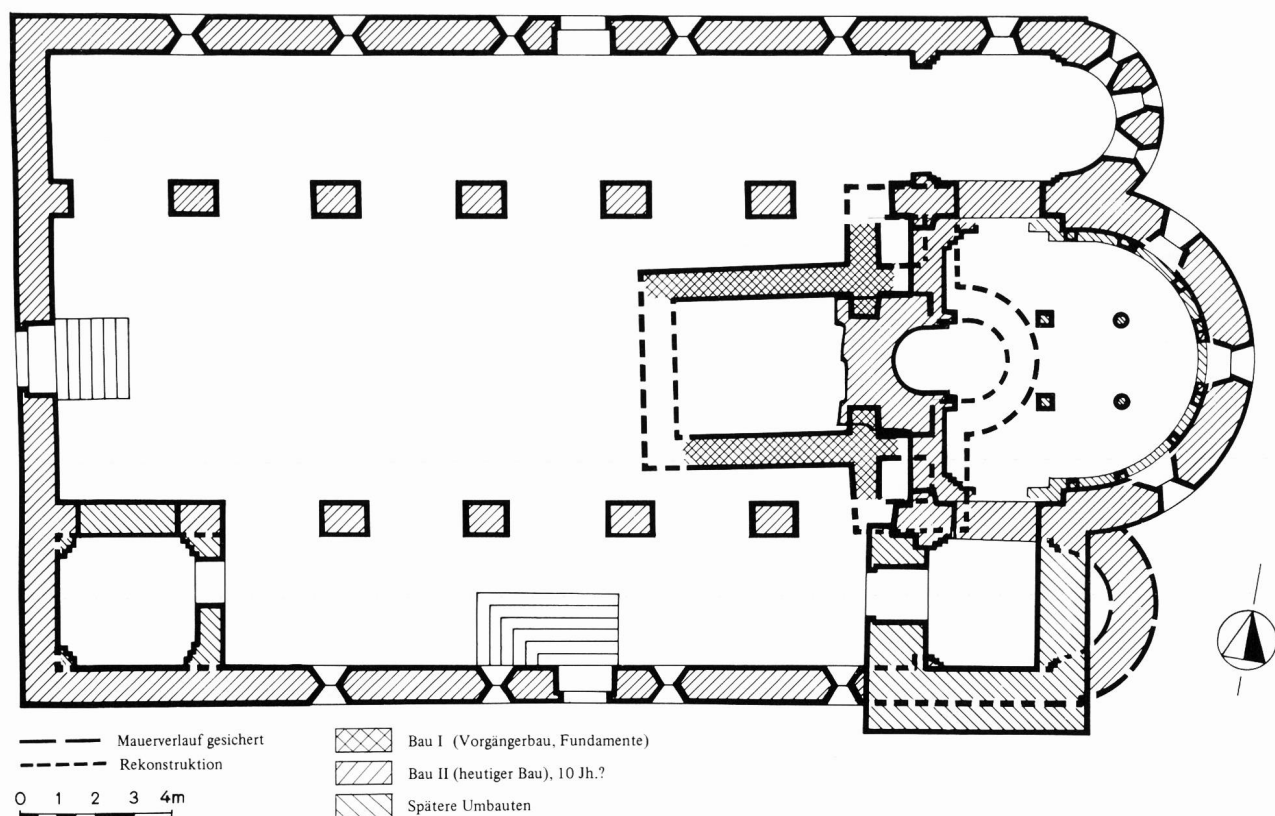 Mauerverlauf gesichert
Rekonstruktion
0 1 2 3 4m
Bau I (Vorgängerbau, Fundamente)
Bau II (heutiger Bau), 10 Jh.?
Spätere Umbauten